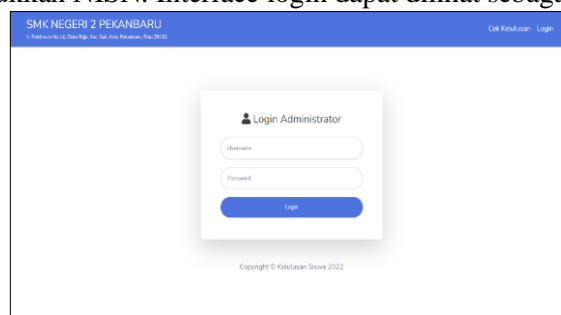 NISN. Interface login dapat dilihat
SMK NEGERI 2 PEKANBARU
Cek Kelulusan Login
Login Administrator
Username
Password
Login
Copyright © Kelulusan Siswa 2022